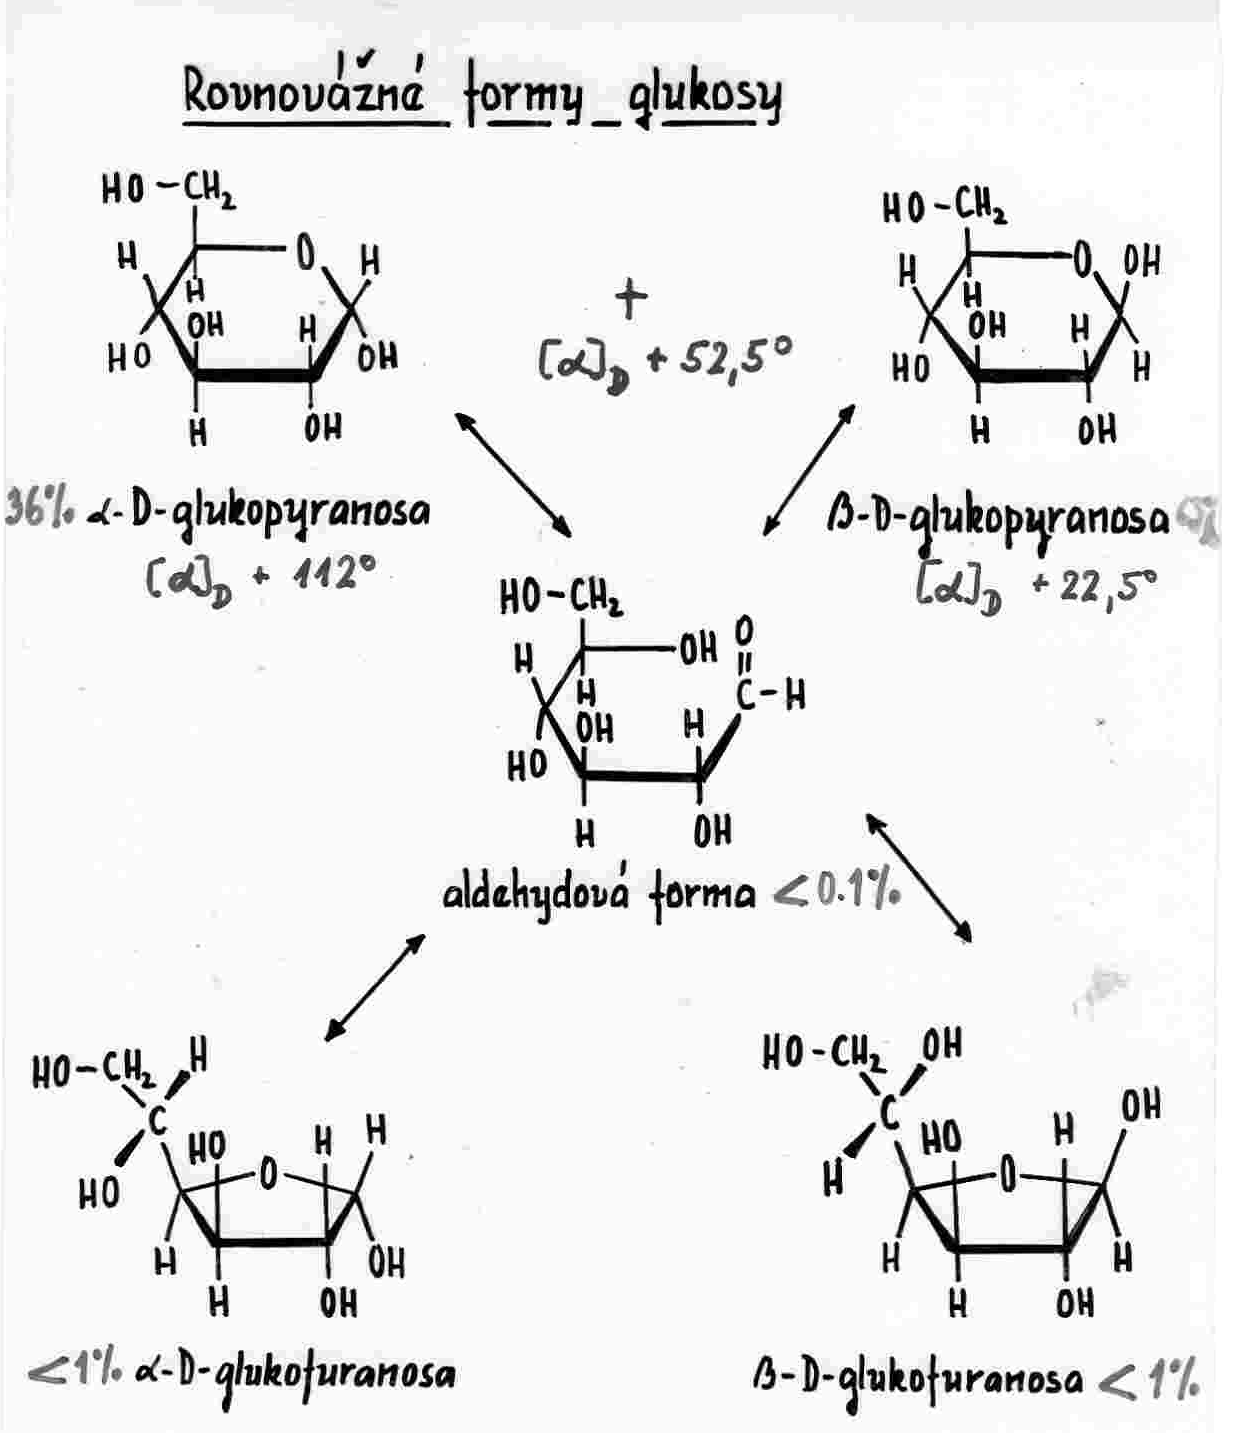 Rovnovážná formy glukosy
HO-CH₂
H
O
H
H
OH
H
HO
OH
H
OH
+
[α]D + 52,5°
HO-CH₂
H
O
OH
H
OH
H
HO
H
H
OH
36% α-D-glukopyranosa
[α]D + 112°
β-D-glukopyranosa
[α]D +22,5°
HO-CH₂
O
H
OH
C-H
H
OH
H
HO
H
OH
aldehydová forma <0.1%
HO-CH₂
H
C
HO
HO
O
H
H
H
H
OH
OH
HO-CH₂
OH
C
H
HO
O
H
OH
H
H
OH
H
<1% α-D-glukofuranosa
β-D-glukofuranosa <1%